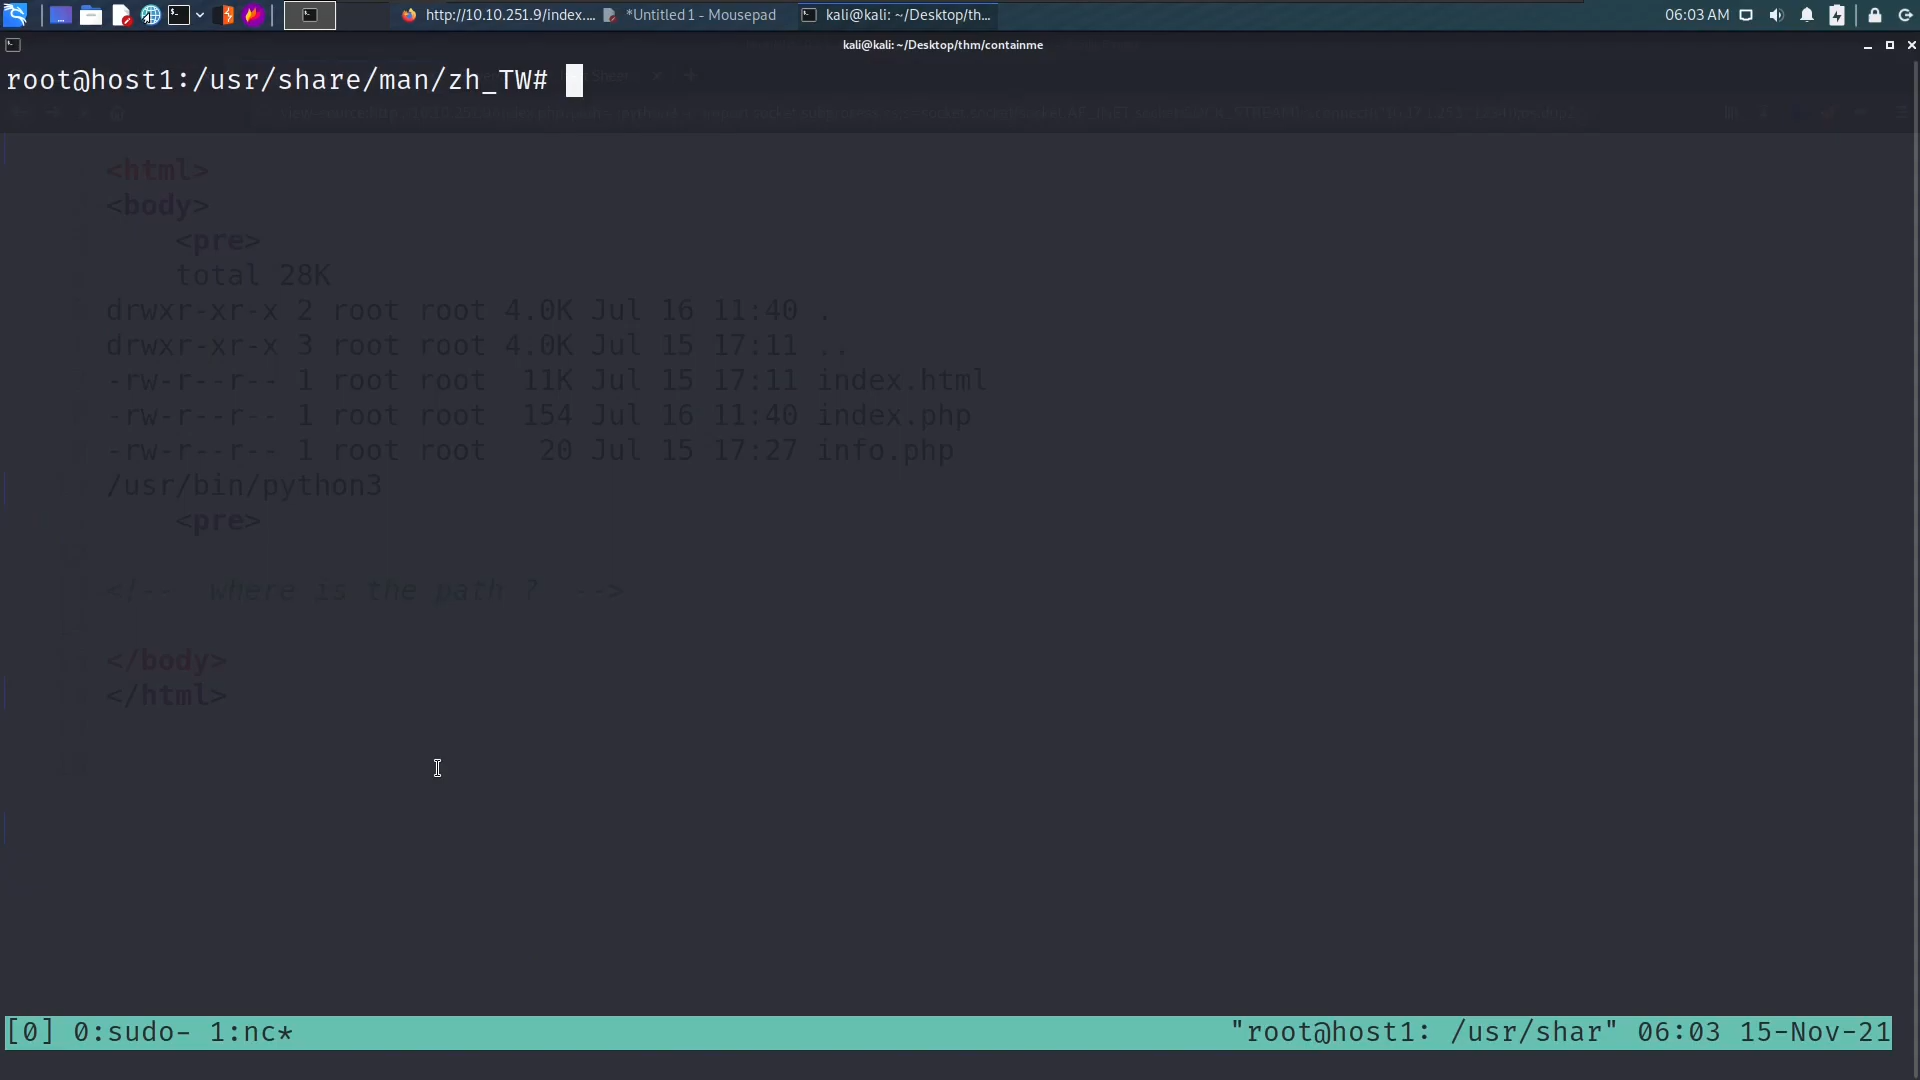 http://10.10.251.9/index.... *Untitled 1 - Mousepad kali@kali: ~/Desktop/th... 06:03 AM
kali@kali: ~/Desktop/thm/containme
root@host1:/usr/share/man/zh_TW#
<html>
<body>
<pre>
total 28K
drwxr-xr-x 2 root root 4.0K Jul 16 11:40 .
drwxr-xr-x 3 root root 4.0K Jul 15 17:11 ..
-rw-r--r-- 1 root root  11K Jul 15 17:11 index.html
-rw-r--r-- 1 root root  154 Jul 16 11:40 index.php
-rw-r--r-- 1 root root   20 Jul 15 17:27 info.php
/usr/bin/python3
<pre>
<!--  where is the path ?  -->
</body>
</html>
[0] 0:sudo- 1:nc* "root@host1: /usr/shar" 06:03 15-Nov-21